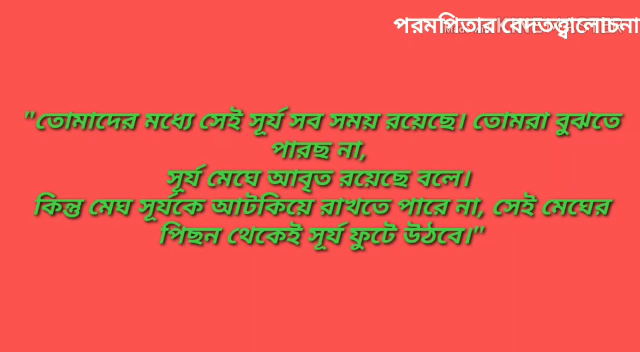 পরমপিতার বেদতত্ত্বালোচনা
"তোমাদের মধ্যে সেই সূর্য সব সময় রয়েছে। তোমরা বুঝতে
পারছ না,
সূর্য মেঘে আবৃত রয়েছে বলে।
কিন্তু মেঘ সূর্যকে আটকিয়ে রাখতে পারে না, সেই মেঘের
পিছন থেকেই সূর্য ফুটে উঠবে।"